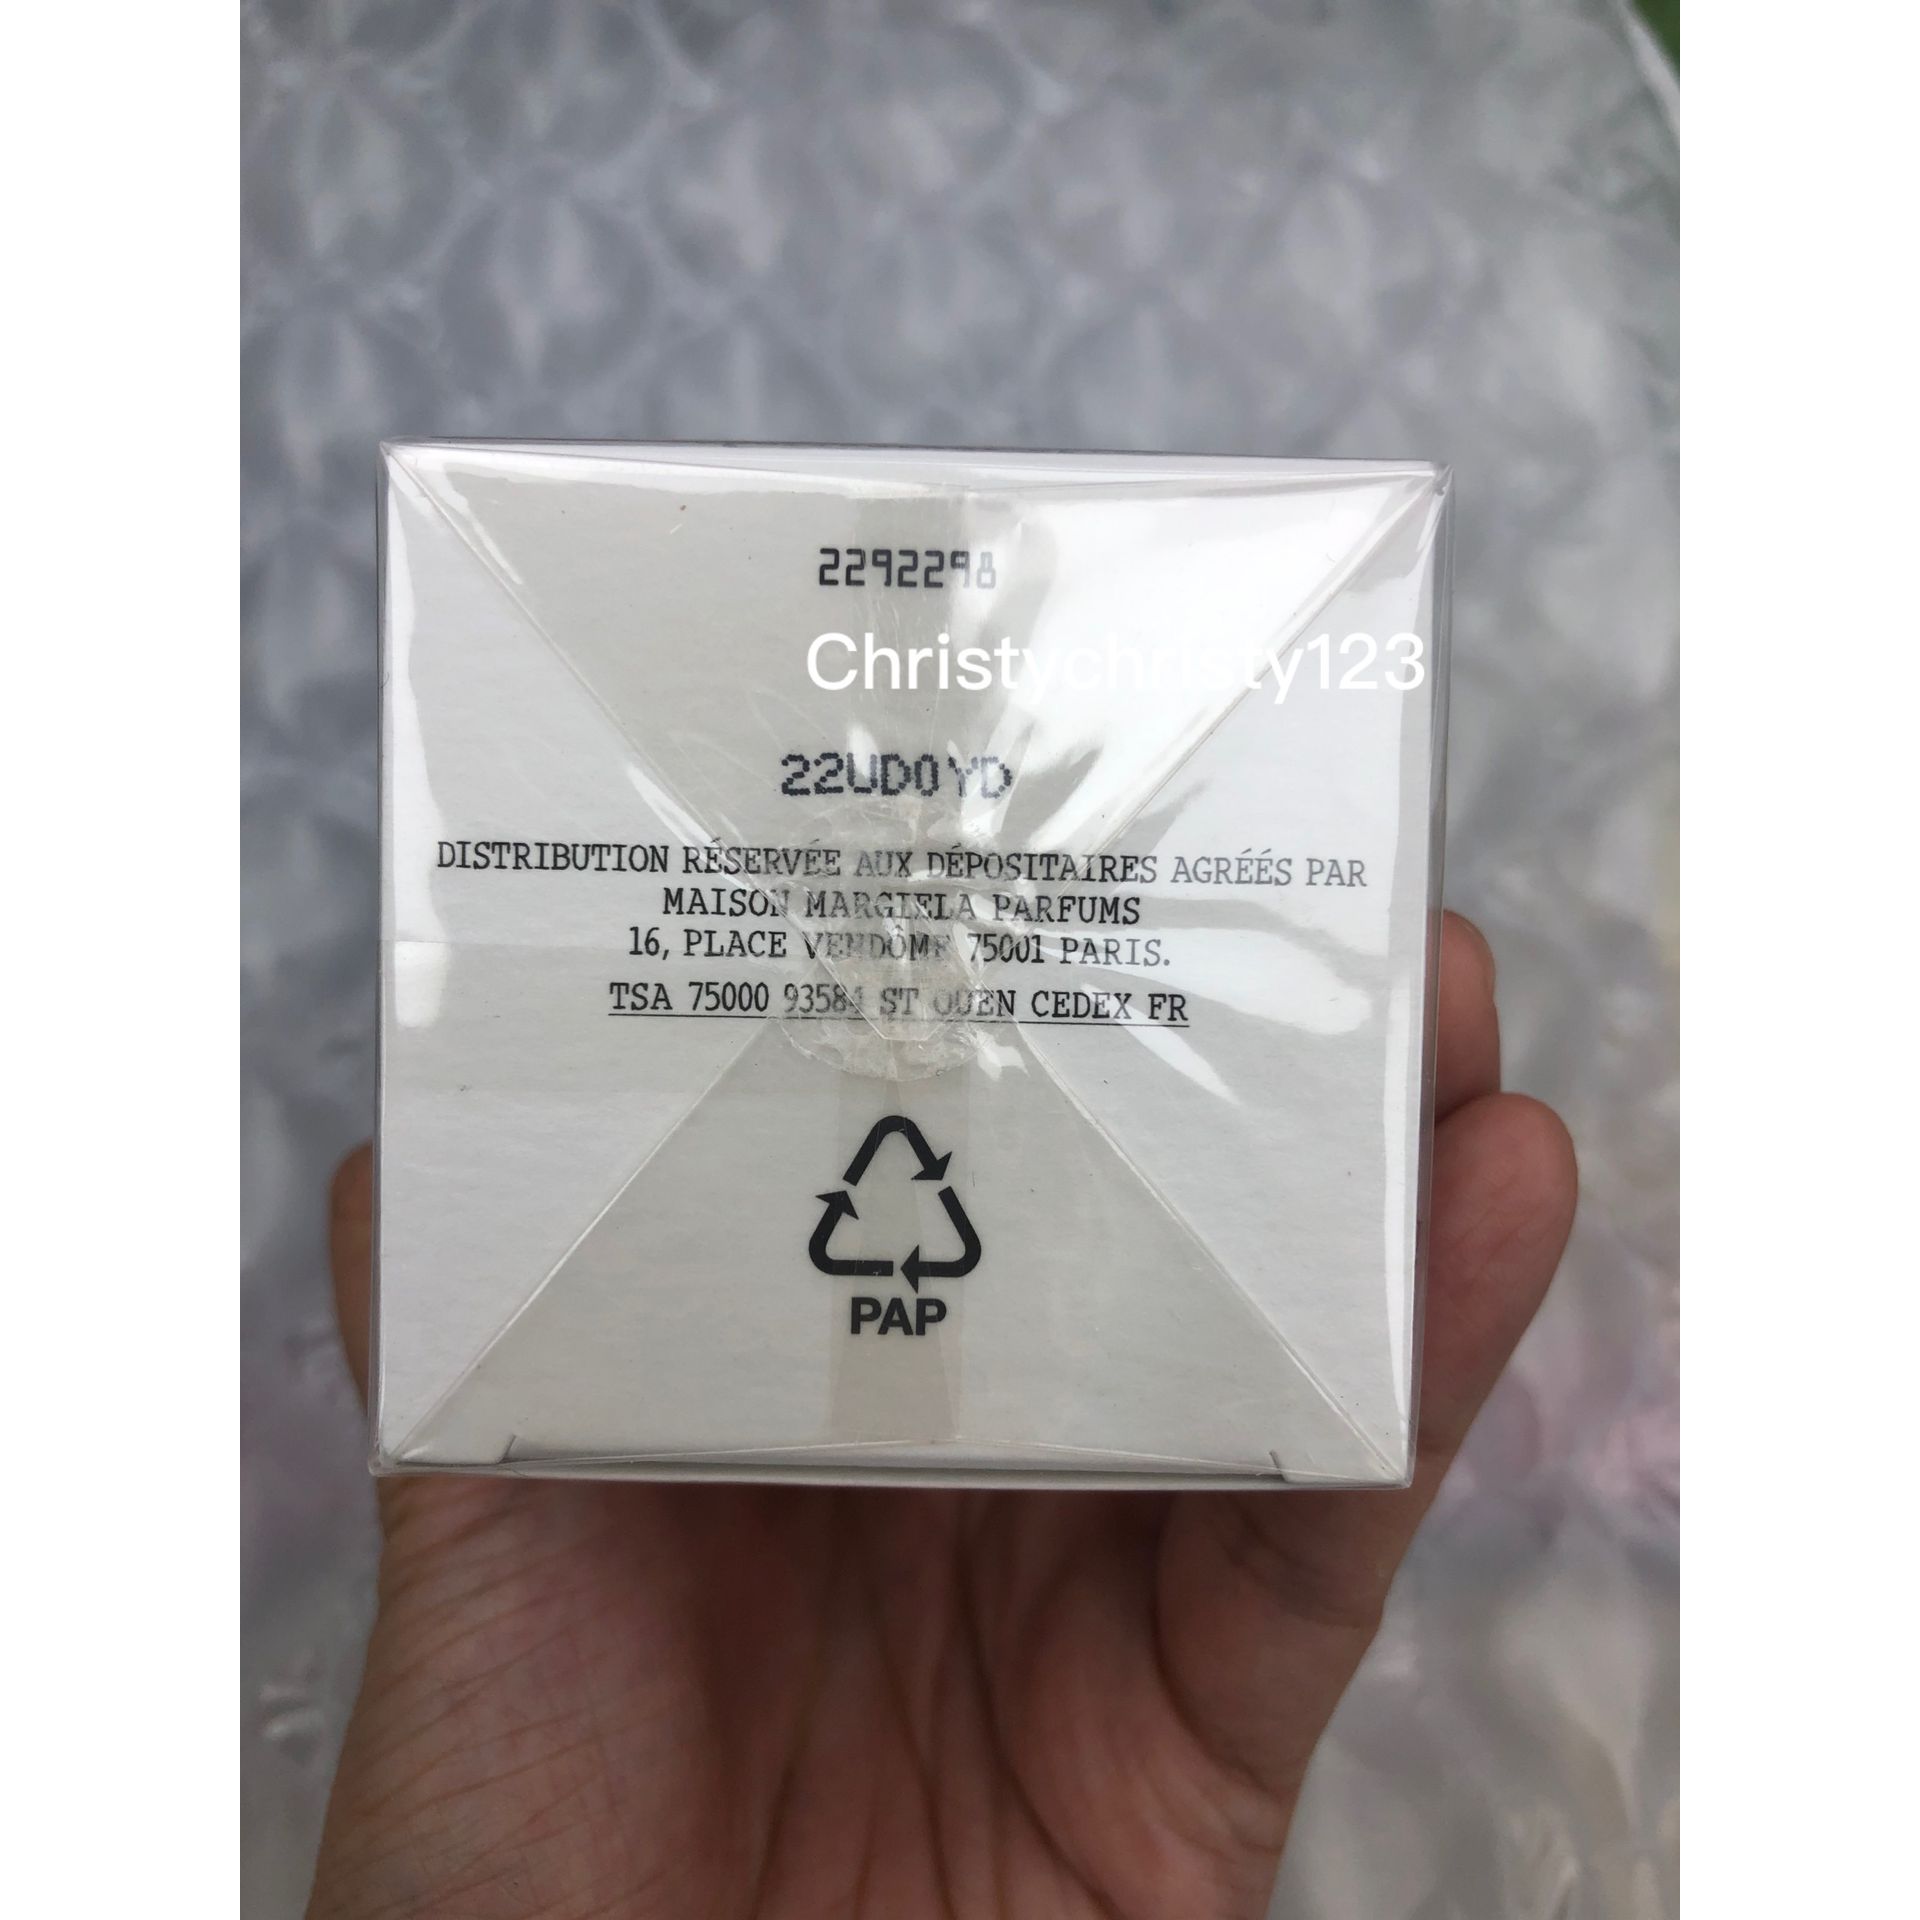 2292298
Christychristy123
22UD0YD
DISTRIBUTION RÉSERVÉE AUX DÉPOSITAIRES AGRÉÉS PAR
MAISON MARGIELA PARFUMS
16, PLACE VENDÔME 75001 PARIS.
TSA 75000 93584 ST OUEN CEDEX FR
PAP